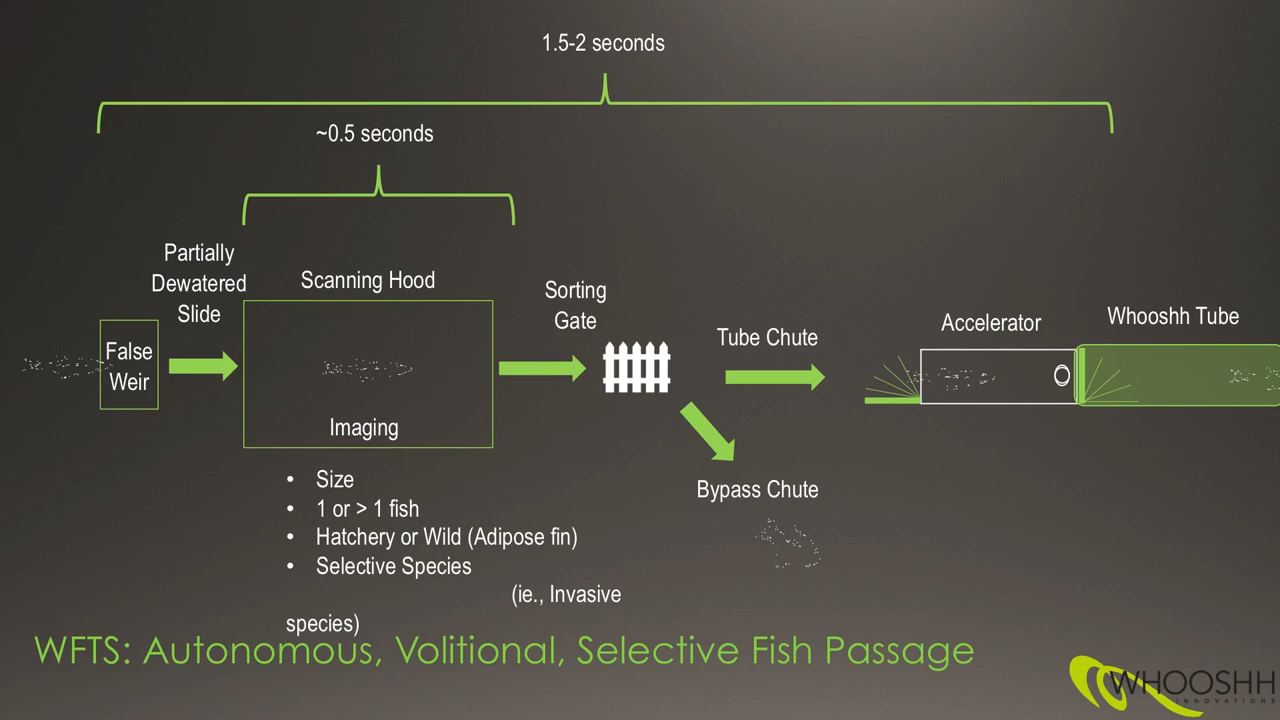 1.5-2 seconds
~0.5 seconds
Partially
Dewatered
Slide
Scanning Hood
Sorting
Gate
Tube Chute
Accelerator
Whooshh Tube
False
Weir
Imaging
• Size
• 1 or > 1 fish
• Hatchery or Wild (Adipose fin)
• Selective Species
(ie., Invasive
species)
Bypass Chute
WFTS: Autonomous, Volitional, Selective Fish Passage
WHOOSHH
INNOVATIONS